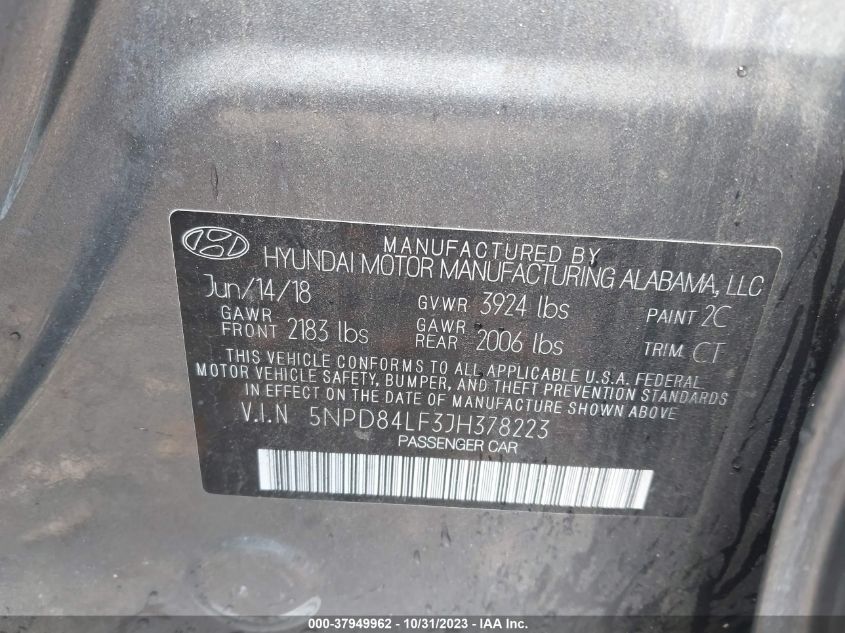 MANUFACTURED BY
HYUNDAI MOTOR MANUFACTURING ALABAMA, LLC
Jun/14/18 GVWR 3924 lbs PAINT 2C
GAWR FRONT 2183 lbs GAWR REAR 2006 lbs TRIM CT
THIS VEHICLE CONFORMS TO ALL APPLICABLE U.S.A. FEDERAL
MOTOR VEHICLE SAFETY, BUMPER, AND THEFT PREVENTION STANDARDS
IN EFFECT ON THE DATE OF MANUFACTURE SHOWN ABOVE
V.I.N 5NPD84LF3JH378223
PASSENGER CAR
000-37949962 - 10/31/2023 - IAA Inc.